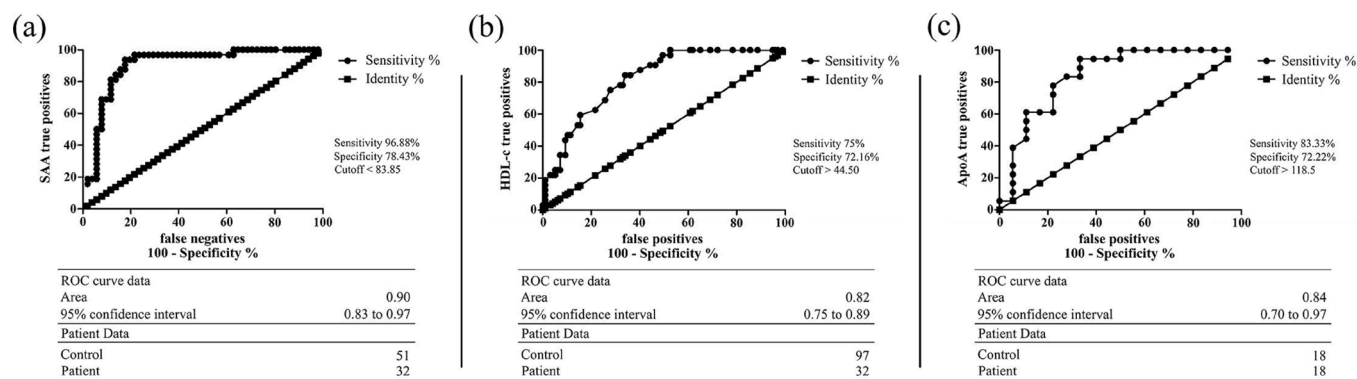 (a)
SAA true positives
100
80
60
40
20
0
0 20 40 60 80 100
false negatives
100 - Specificity %
Sensitivity %
Identity %
Sensitivity 96.88%
Specificity 78.43%
Cutoff < 83.85
ROC curve data
Area 0.90
95% confidence interval 0.83 to 0.97
Patient Data
Control 51
Patient 32
(b)
HDL-c true positives
100
80
60
40
20
0
0 20 40 60 80 100
false positives
100 - Specificity %
Sensitivity %
Identity %
Sensitivity 75%
Specificity 72.16%
Cutoff > 44.50
ROC curve data
Area 0.82
95% confidence interval 0.75 to 0.89
Patient Data
Control 97
Patient 32
(c)
ApoA true positives
100
80
60
40
20
0
0 20 40 60 80 100
false positives
100 - Specificity %
Sensitivity %
Identity %
Sensitivity 83.33%
Specificity 72.22%
Cutoff > 118.5
ROC curve data
Area 0.84
95% confidence interval 0.70 to 0.97
Patient Data
Control 18
Patient 18